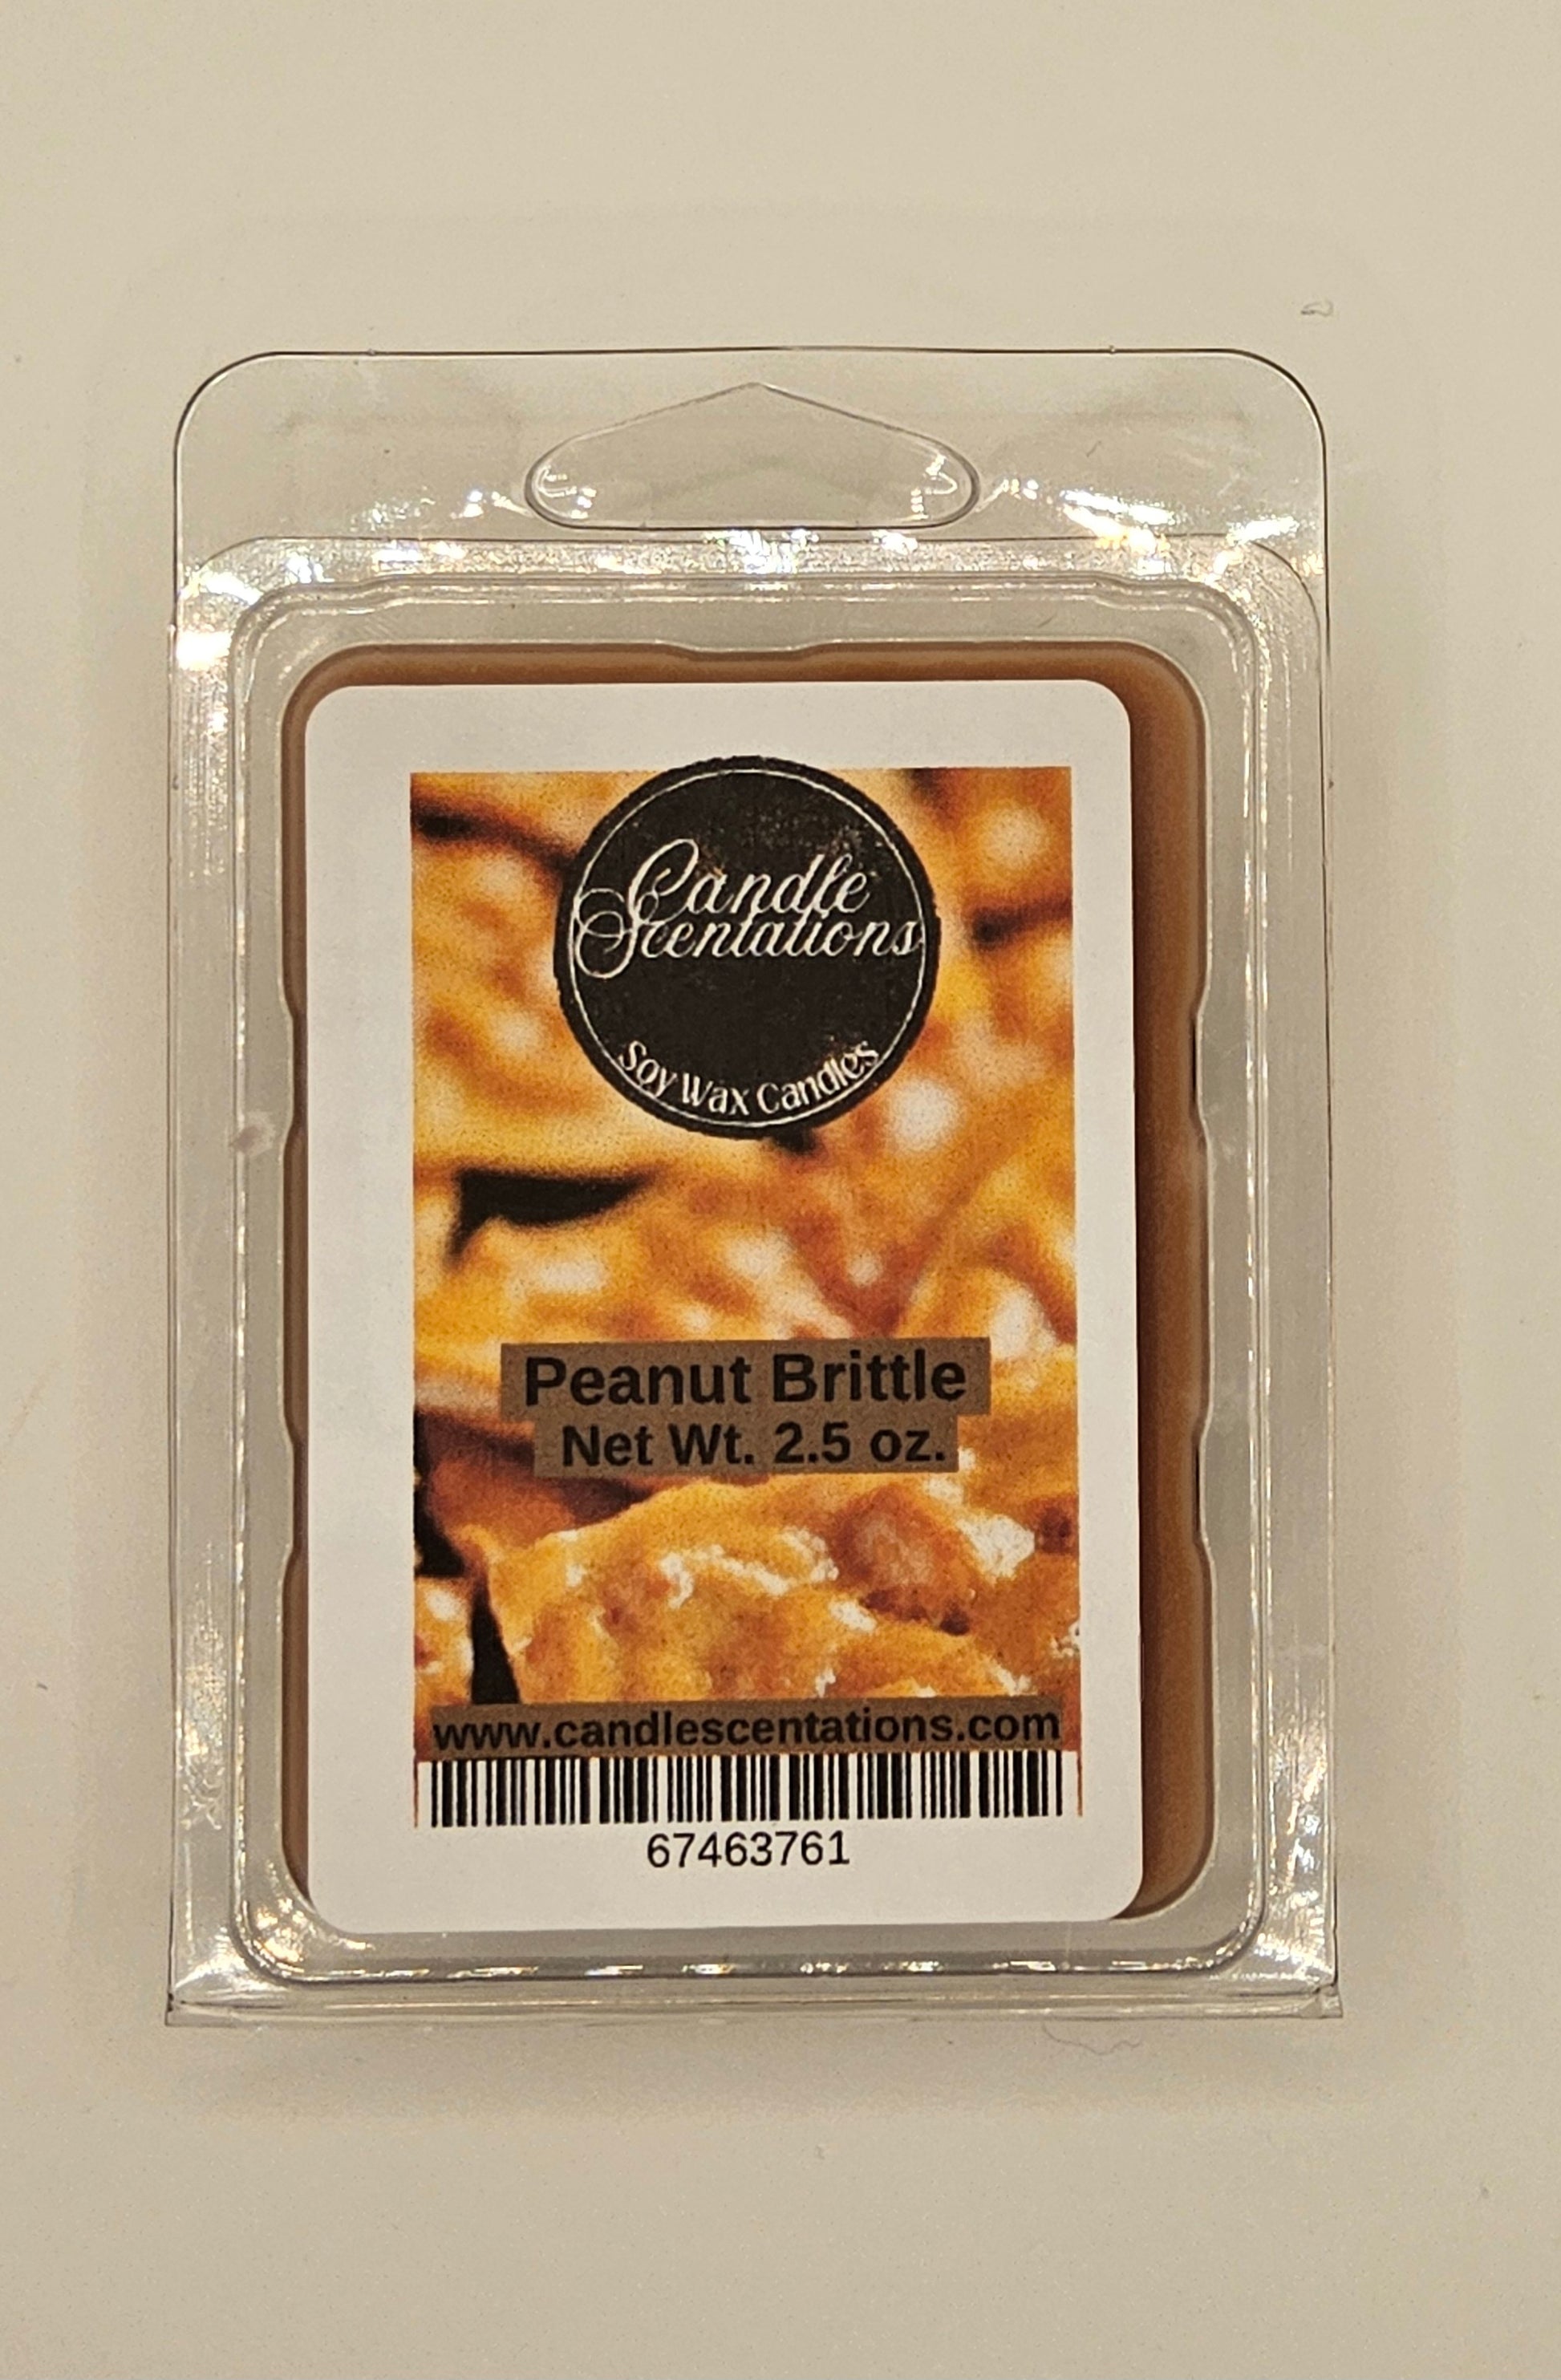 Candle
Scentations
Soy Wax Candles
Peanut Brittle
Net Wt. 2.5 oz.
www.candlescentations.com
67463761